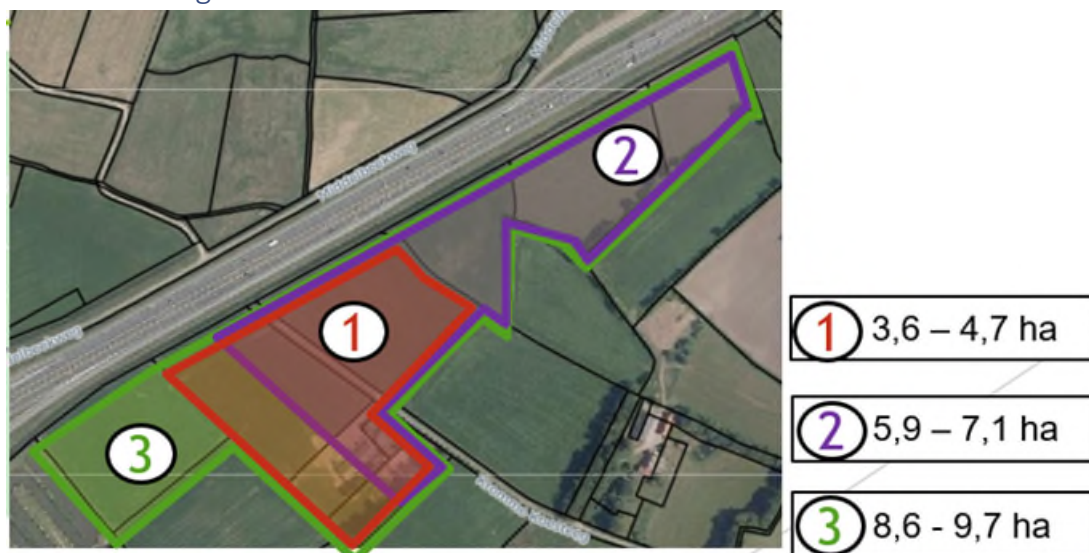 Middelbeekweg
2
1
3
1 3,6 – 4,7 ha
2 5,9 – 7,1 ha
3 8,6 - 9,7 ha